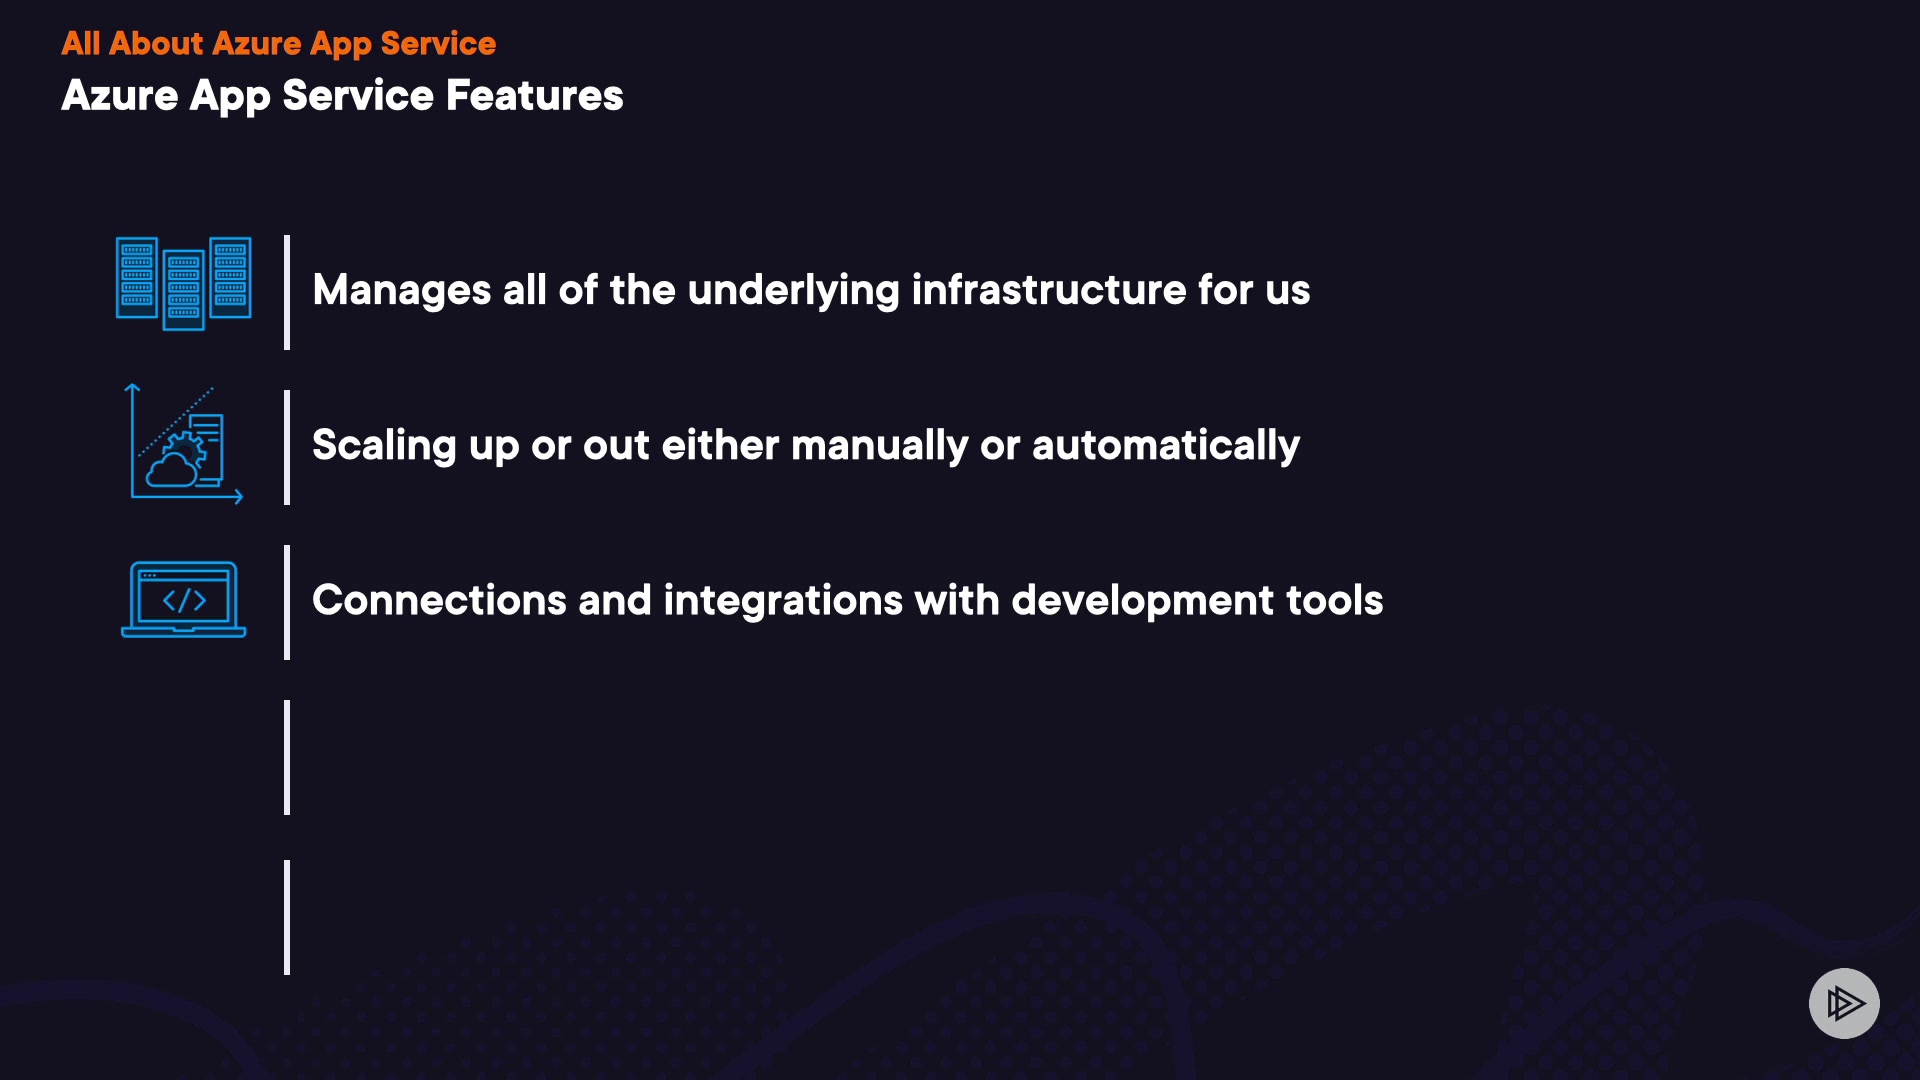 All About Azure App Service
Azure App Service Features
Manages all of the underlying infrastructure for us
Scaling up or out either manually or automatically
</>
Connections and integrations with development tools